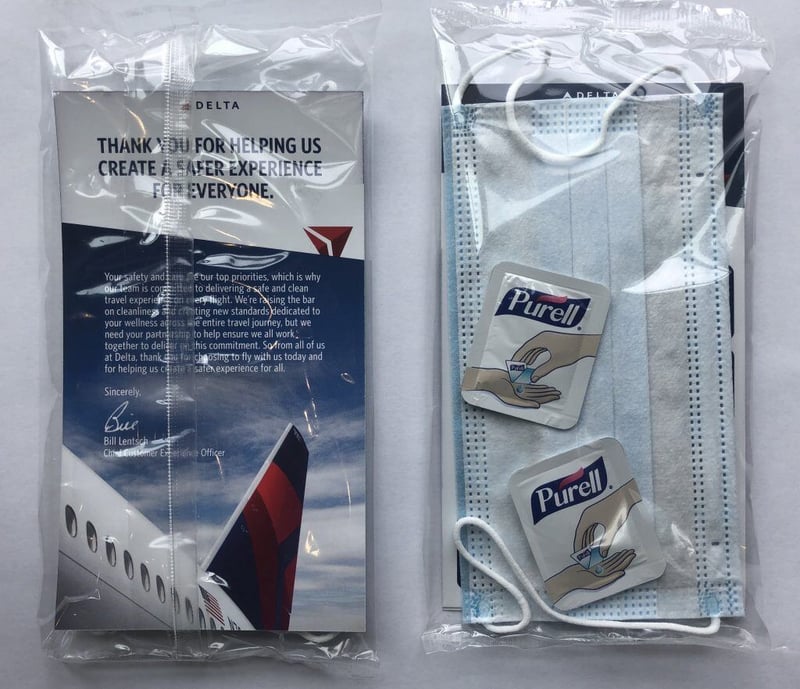 DELTA
THANK YOU FOR HELPING US
CREATE A SAFER EXPERIENCE
FOR EVERYONE.
Your safety and care are our top priorities, which is why
our team is committed to delivering a safe and clean
travel experience on every flight. We're raising the bar
on cleanliness and creating new standards dedicated to
your wellness across the entire travel journey, but we
need your partnership to help ensure we all work
together to deliver on this commitment. So from all of us
at Delta, thank you for choosing to fly with us today and
for helping us create a safer experience for all.
Sincerely,
Bill
Bill Lentsch
Chief Customer Experience Officer
DELTA
Purell
Purell